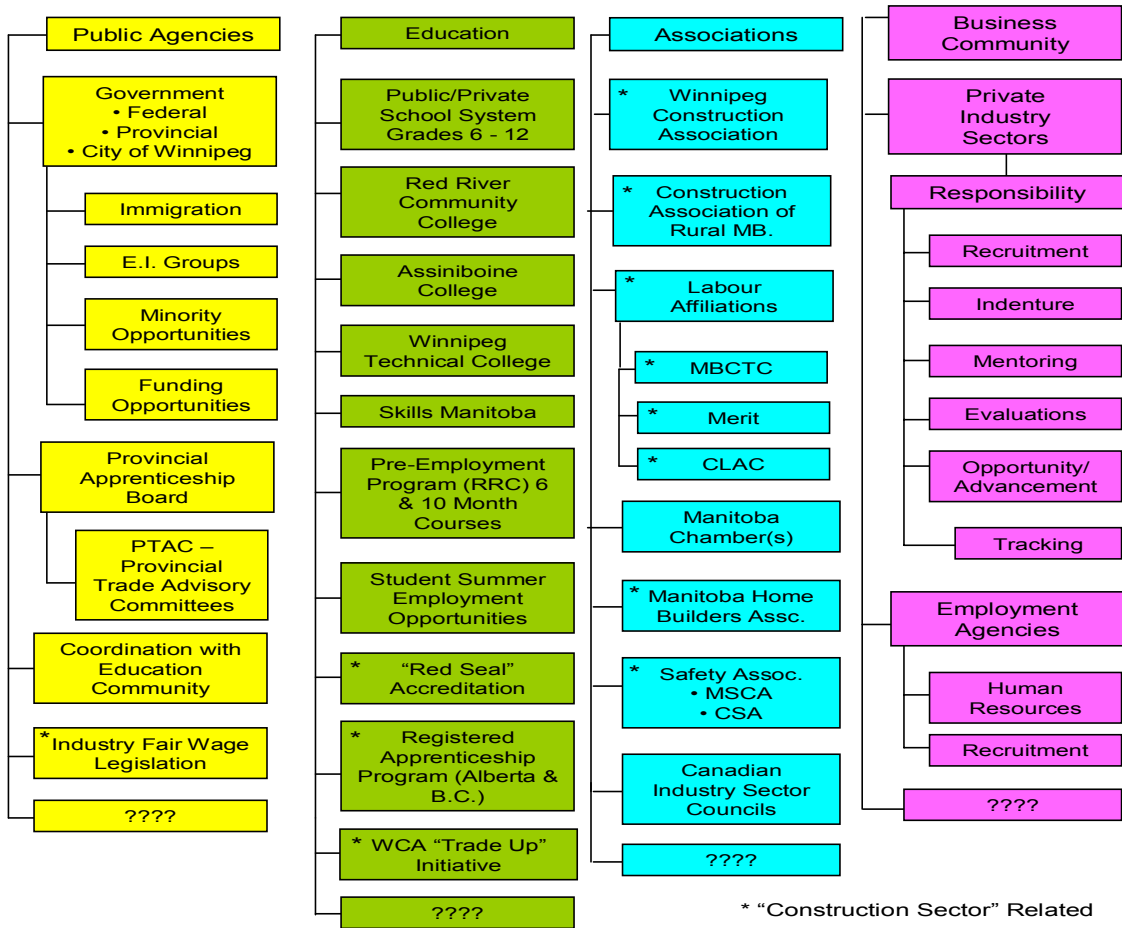 Public Agencies
Government
• Federal
• Provincial
• City of Winnipeg
Immigration
E.I. Groups
Minority
Opportunities
Funding
Opportunities
Provincial
Apprenticeship
Board
PTAC –
Provincial
Trade Advisory
Committees
Coordination with
Education
Community
* Industry Fair Wage
Legislation
????
Education
Public/Private
School System
Grades 6 - 12
Red River
Community
College
Assiniboine
College
Winnipeg
Technical College
Skills Manitoba
Pre-Employment
Program (RRC) 6
& 10 Month
Courses
Student Summer
Employment
Opportunities
* “Red Seal”
Accreditation
* Registered
Apprenticeship
Program (Alberta &
B.C.)
* WCA “Trade Up”
Initiative
????
Associations
* Winnipeg
Construction
Association
* Construction
Association of
Rural MB.
* Labour
Affiliations
* MBCTC
* Merit
* CLAC
Manitoba
Chamber(s)
* Manitoba Home
Builders Assc.
* Safety Assoc.
• MSCA
• CSA
Canadian
Industry Sector
Councils
????
Business
Community
Private
Industry
Sectors
Responsibility
Recruitment
Indenture
Mentoring
Evaluations
Opportunity/
Advancement
Tracking
Employment
Agencies
Human
Resources
Recruitment
????
* “Construction Sector” Related